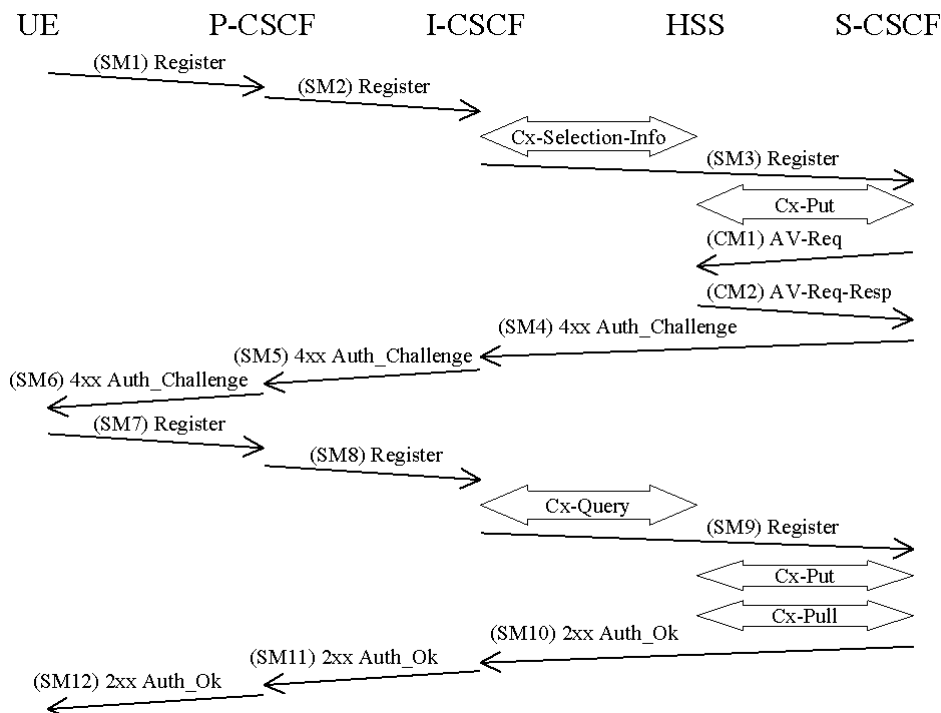 UE P-CSCF I-CSCF HSS S-CSCF
(SM1) Register
(SM2) Register
Cx-Selection-Info
(SM3) Register
Cx-Put
(CM1) AV-Req
(CM2) AV-Req-Resp
(SM4) 4xx Auth_Challenge
(SM5) 4xx Auth_Challenge
(SM6) 4xx Auth_Challenge
(SM7) Register
(SM8) Register
Cx-Query
(SM9) Register
Cx-Put
Cx-Pull
(SM10) 2xx Auth_Ok
(SM11) 2xx Auth_Ok
(SM12) 2xx Auth_Ok